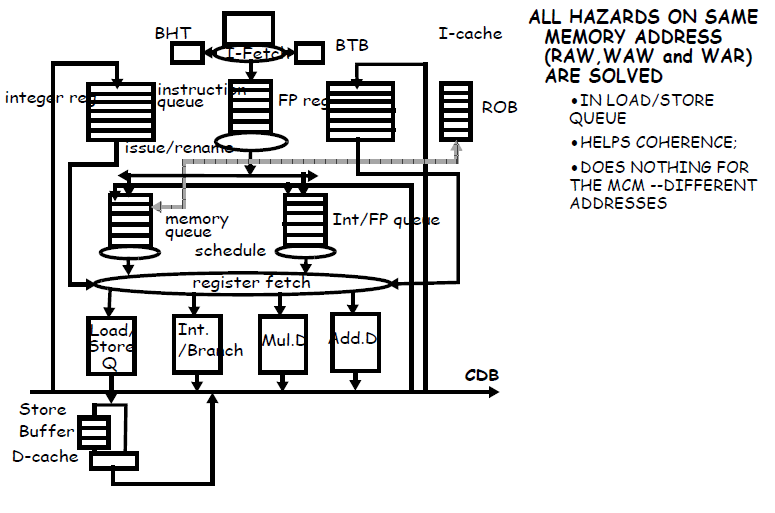 BHT
I-Fetch
BTB
I-cache
integer reg
instruction
queue
FP reg
ROB
issue/rename
memory
queue
Int/FP queue
schedule
register fetch
Load/
Store
Q
Int.
/Branch
Mul.D
Add.D
CDB
Store
Buffer
D-cache
ALL HAZARDS ON SAME
MEMORY ADDRESS
(RAW,WAW and WAR)
ARE SOLVED
•IN LOAD/STORE
QUEUE
•HELPS COHERENCE;
•DOES NOTHING FOR
THE MCM --DIFFERENT
ADDRESSES